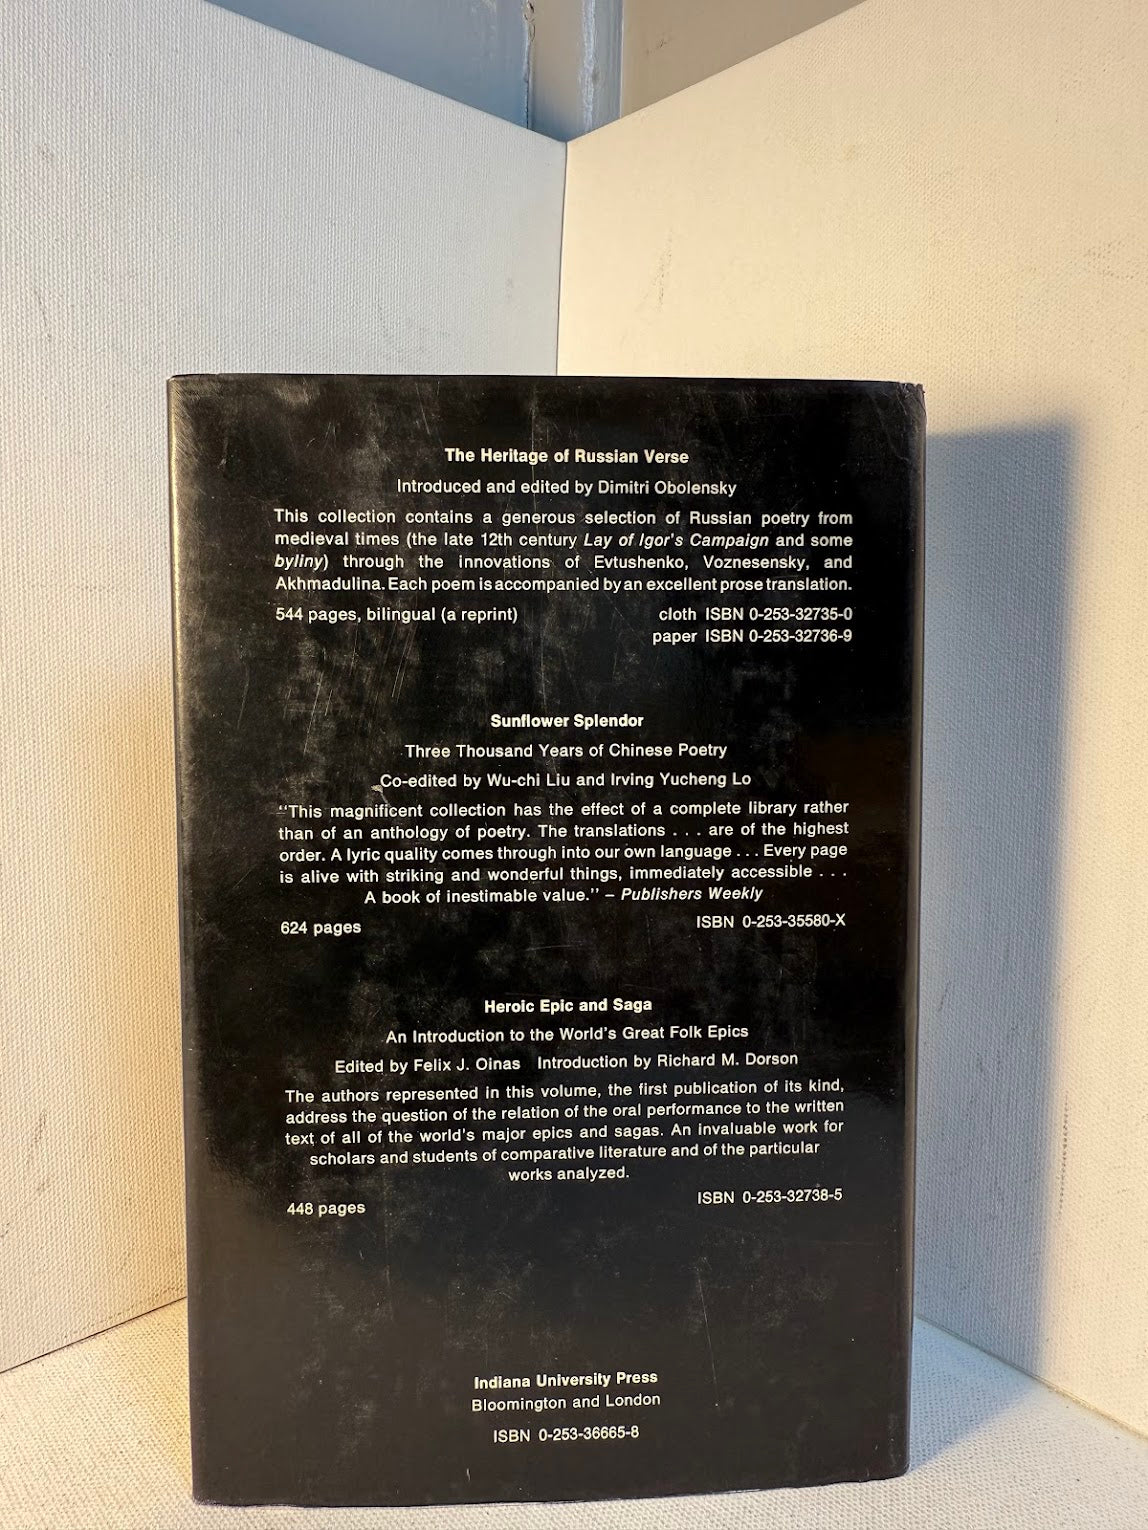 The Heritage of Russian Verse
Introduced and edited by Dimitri Obolensky
This collection contains a generous selection of Russian poetry from
medieval times (the late 12th century Lay of Igor's Campaign and some
byliny) through the innovations of Evtushenko, Voznesensky, and
Akhmadulina. Each poem is accompanied by an excellent prose translation.
544 pages, bilingual (a reprint) cloth ISBN 0-253-32735-0
paper ISBN 0-253-32736-9
Sunflower Splendor
Three Thousand Years of Chinese Poetry
Co-edited by Wu-chi Liu and Irving Yucheng Lo
"This magnificent collection has the effect of a complete library rather
than of an anthology of poetry. The translations . . . are of the highest
order. A lyric quality comes through into our own language . . . Every page
is alive with striking and wonderful things, immediately accessible . . .
A book of inestimable value." – Publishers Weekly
624 pages ISBN 0-253-35580-X
Heroic Epic and Saga
An Introduction to the World's Great Folk Epics
Edited by Felix J. Oinas Introduction by Richard M. Dorson
The authors represented in this volume, the first publication of its kind,
address the question of the relation of the oral performance to the written
text of all of the world's major epics and sagas. An invaluable work for
scholars and students of comparative literature and of the particular
works analyzed.
448 pages ISBN 0-253-32738-5
Indiana University Press
Bloomington and London
ISBN 0-253-36665-8